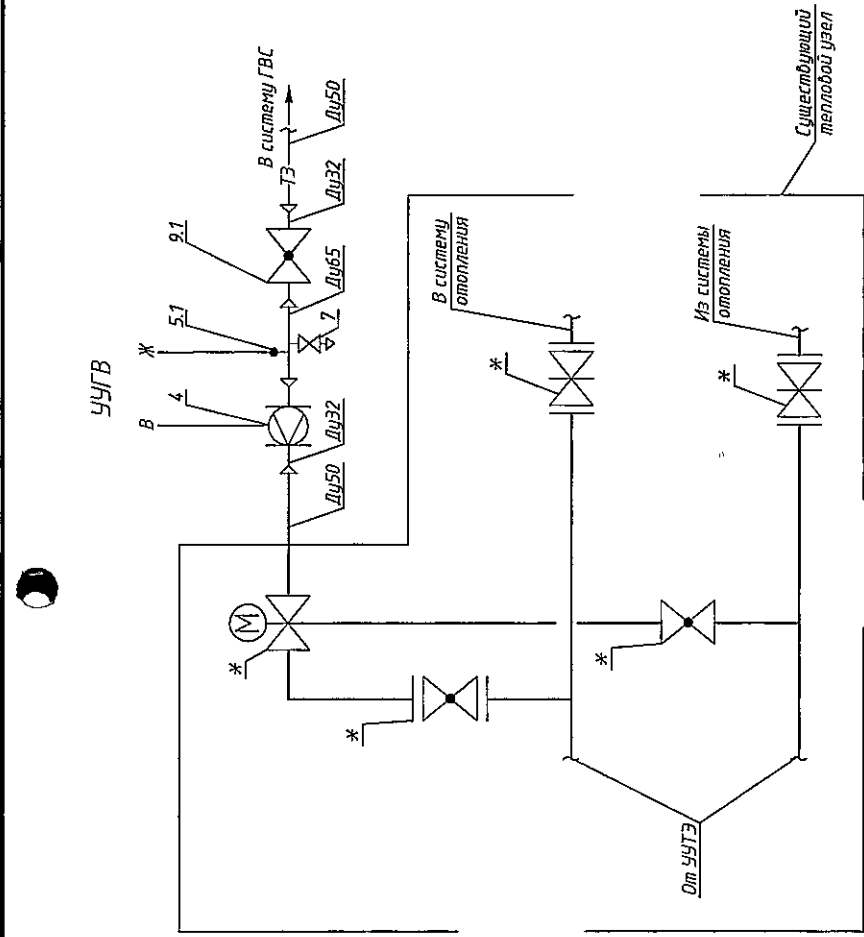 УУГВ
В
Ж
4
5.1
9.1
7
В систему ГВС
Т3
Ду50
Ду32
Ду65
Ду32
Ду50
М
*
*
*
*
*
В систему
отопления
Из системы
отопления
От УУТЭ
Существующий
тепловой узел